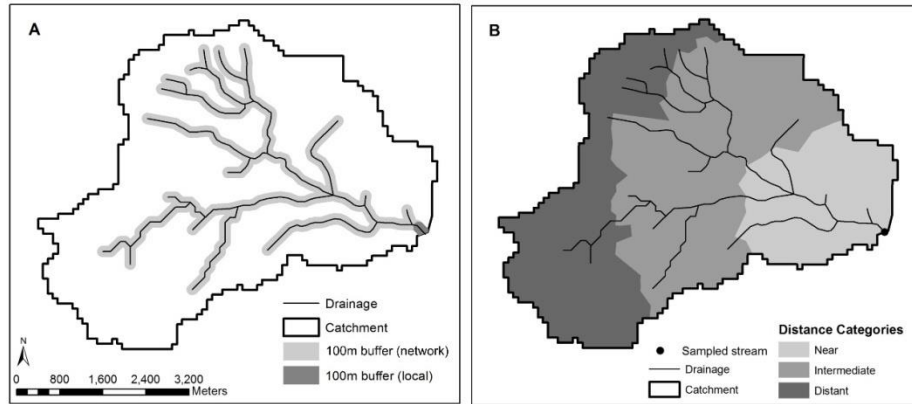 A
Drainage
Catchment
100m buffer (network)
100m buffer (local)
N
0 800 1,600 2,400 3,200
Meters
B
Distance Categories
Sampled stream
Drainage
Catchment
Near
Intermediate
Distant